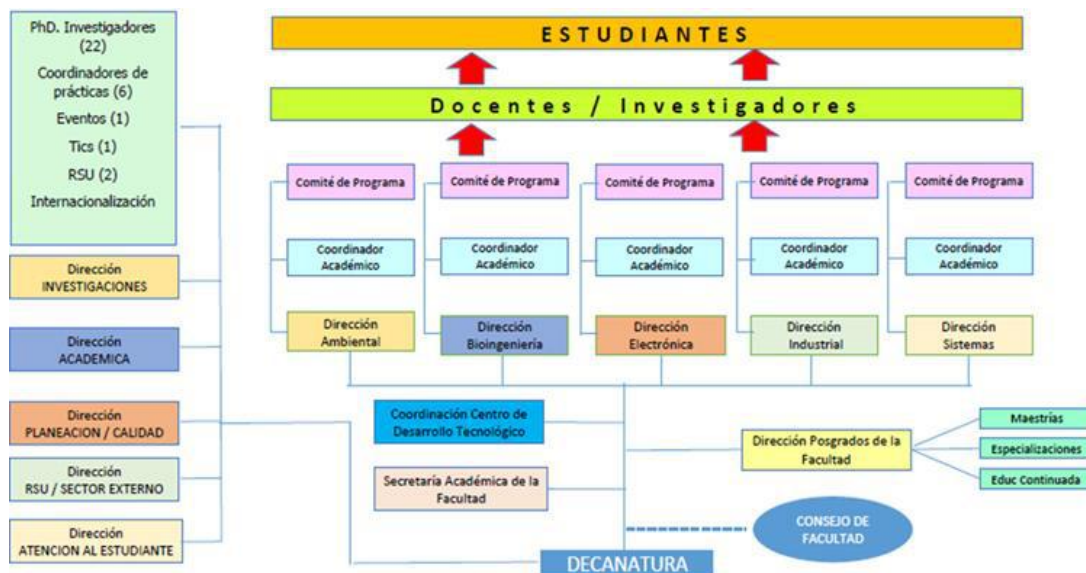 PhD. Investigadores
(22)
Coordinadores de
prácticas (6)
Eventos (1)
Tics (1)
RSU (2)
Internacionalización
Dirección
INVESTIGACIONES
Dirección
ACADEMICA
Dirección
PLANEACION / CALIDAD
Dirección
RSU / SECTOR EXTERNO
Dirección
ATENCION AL ESTUDIANTE
ESTUDIANTES
Docentes / Investigadores
Comité de Programa
Comité de Programa
Comité de Programa
Comité de Programa
Comité de Programa
Coordinador
Académico
Coordinador
Académico
Coordinador
Académico
Coordinador
Académico
Coordinador
Académico
Dirección
Ambiental
Dirección
Bioingeniería
Dirección
Electrónica
Dirección
Industrial
Dirección
Sistemas
Coordinación Centro de
Desarrollo Tecnológico
Secretaría Académica de la
Facultad
Dirección Posgrados de la
Facultad
Maestrías
Especializaciones
Educ Continuada
CONSEJO DE
FACULTAD
DECANATURA